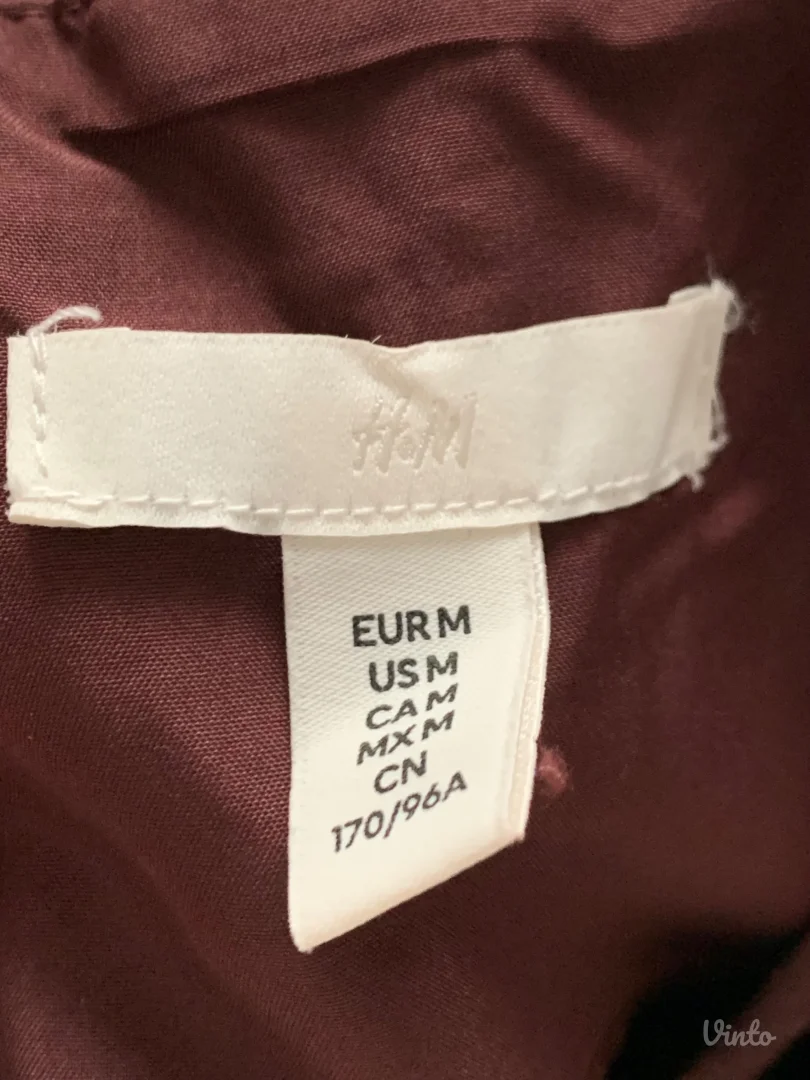 H&M
EUR M
US M
CA M
MX M
CN
170/96A
Vinto